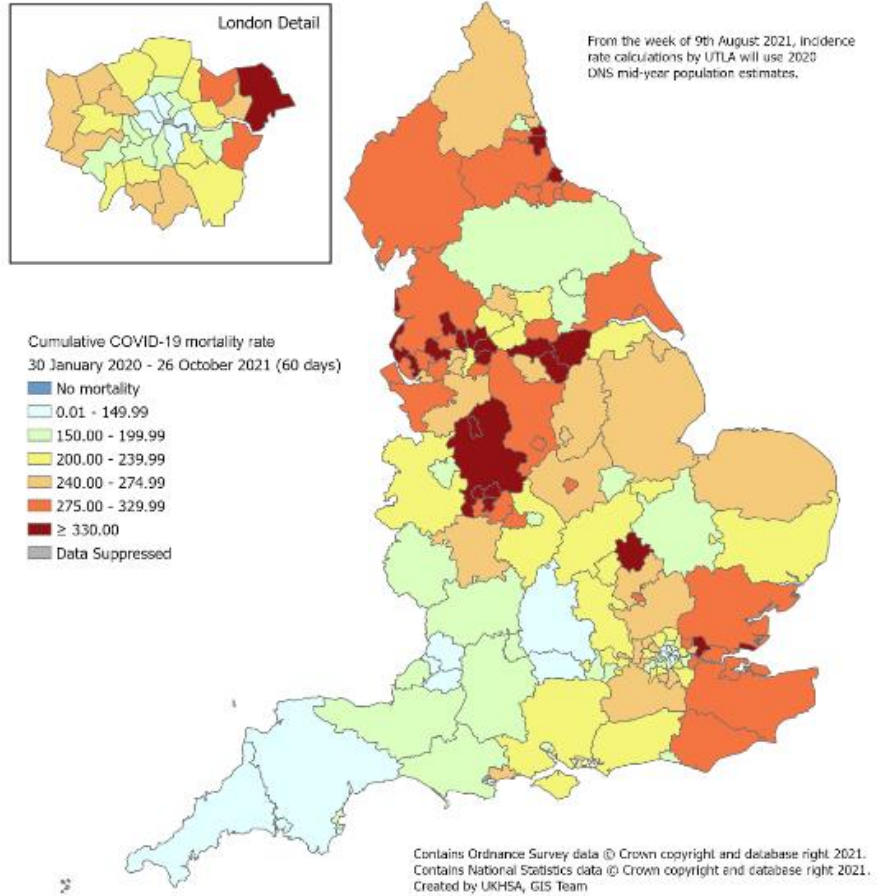 London Detail
From the week of 9th August 2021, incidence
rate calculations by UTLA will use 2020
ONS mid-year population estimates.
Cumulative COVID-19 mortality rate
30 January 2020 - 26 October 2021 (60 days)
No mortality
0.01 - 149.99
150.00 - 199.99
200.00 - 239.99
240.00 - 274.99
275.00 - 329.99
≥ 330.00
Data Suppressed
Contains Ordnance Survey data © Crown copyright and database right 2021.
Contains National Statistics data © Crown copyright and database right 2021.
Created by UKHSA, GIS Team